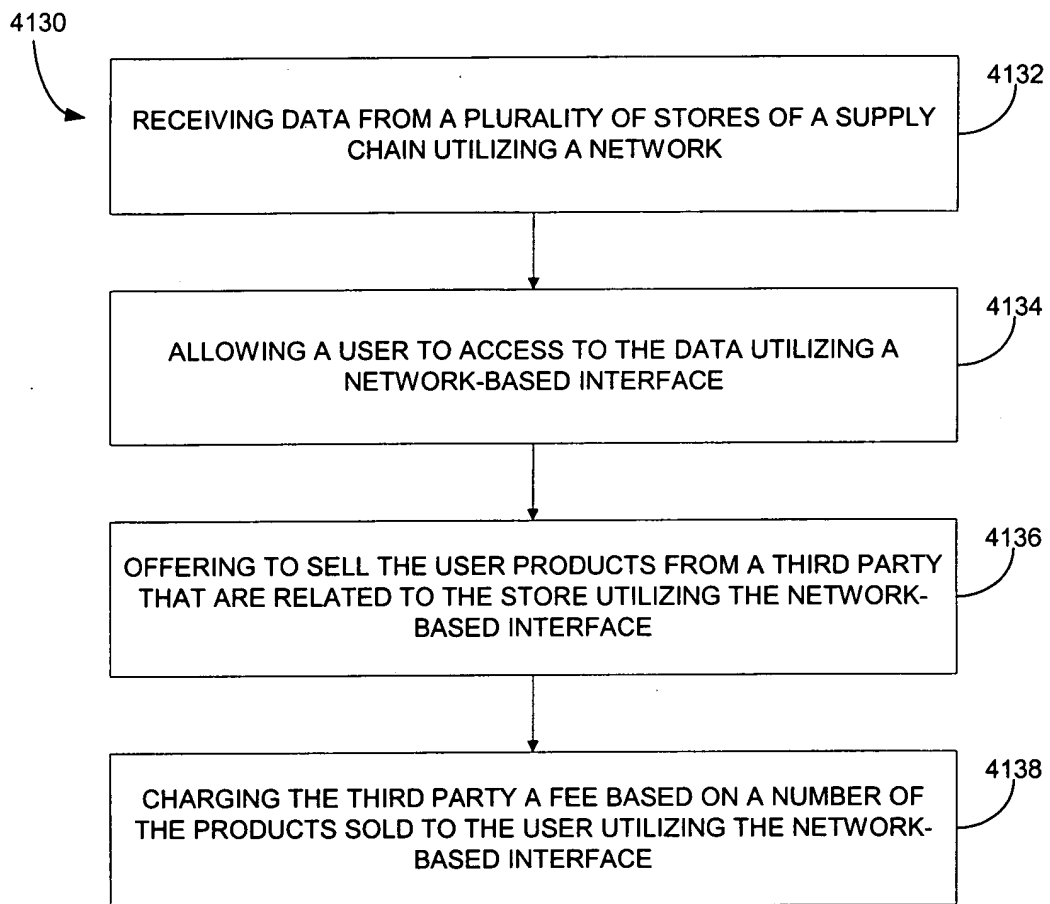 4130
4132
RECEIVING DATA FROM A PLURALITY OF STORES OF A SUPPLY
CHAIN UTILIZING A NETWORK
4134
ALLOWING A USER TO ACCESS TO THE DATA UTILIZING A
NETWORK-BASED INTERFACE
4136
OFFERING TO SELL THE USER PRODUCTS FROM A THIRD PARTY
THAT ARE RELATED TO THE STORE UTILIZING THE NETWORK-
BASED INTERFACE
4138
CHARGING THE THIRD PARTY A FEE BASED ON A NUMBER OF
THE PRODUCTS SOLD TO THE USER UTILIZING THE NETWORK-
BASED INTERFACE